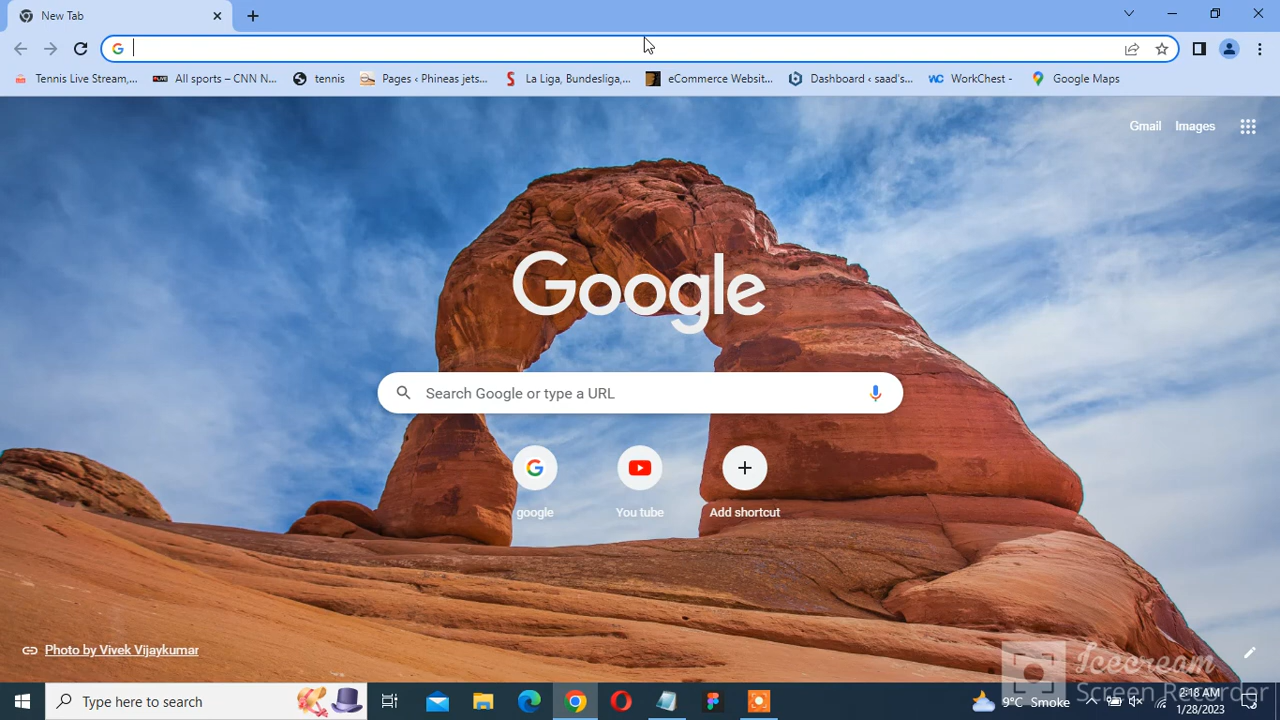 New Tab
Tennis Live Stream,...
All sports – CNN N...
tennis
Pages ‹ Phineas jets...
La Liga, Bundesliga,...
eCommerce Websit...
Dashboard ‹ saad's...
WorkChest -
Google Maps
Gmail
Images
Google
Search Google or type a URL
google
You tube
Add shortcut
Photo by Vivek Vijaykumar
Icecream
Screen Recorder
Type here to search
9°C Smoke
2:18 AM
1/28/2023